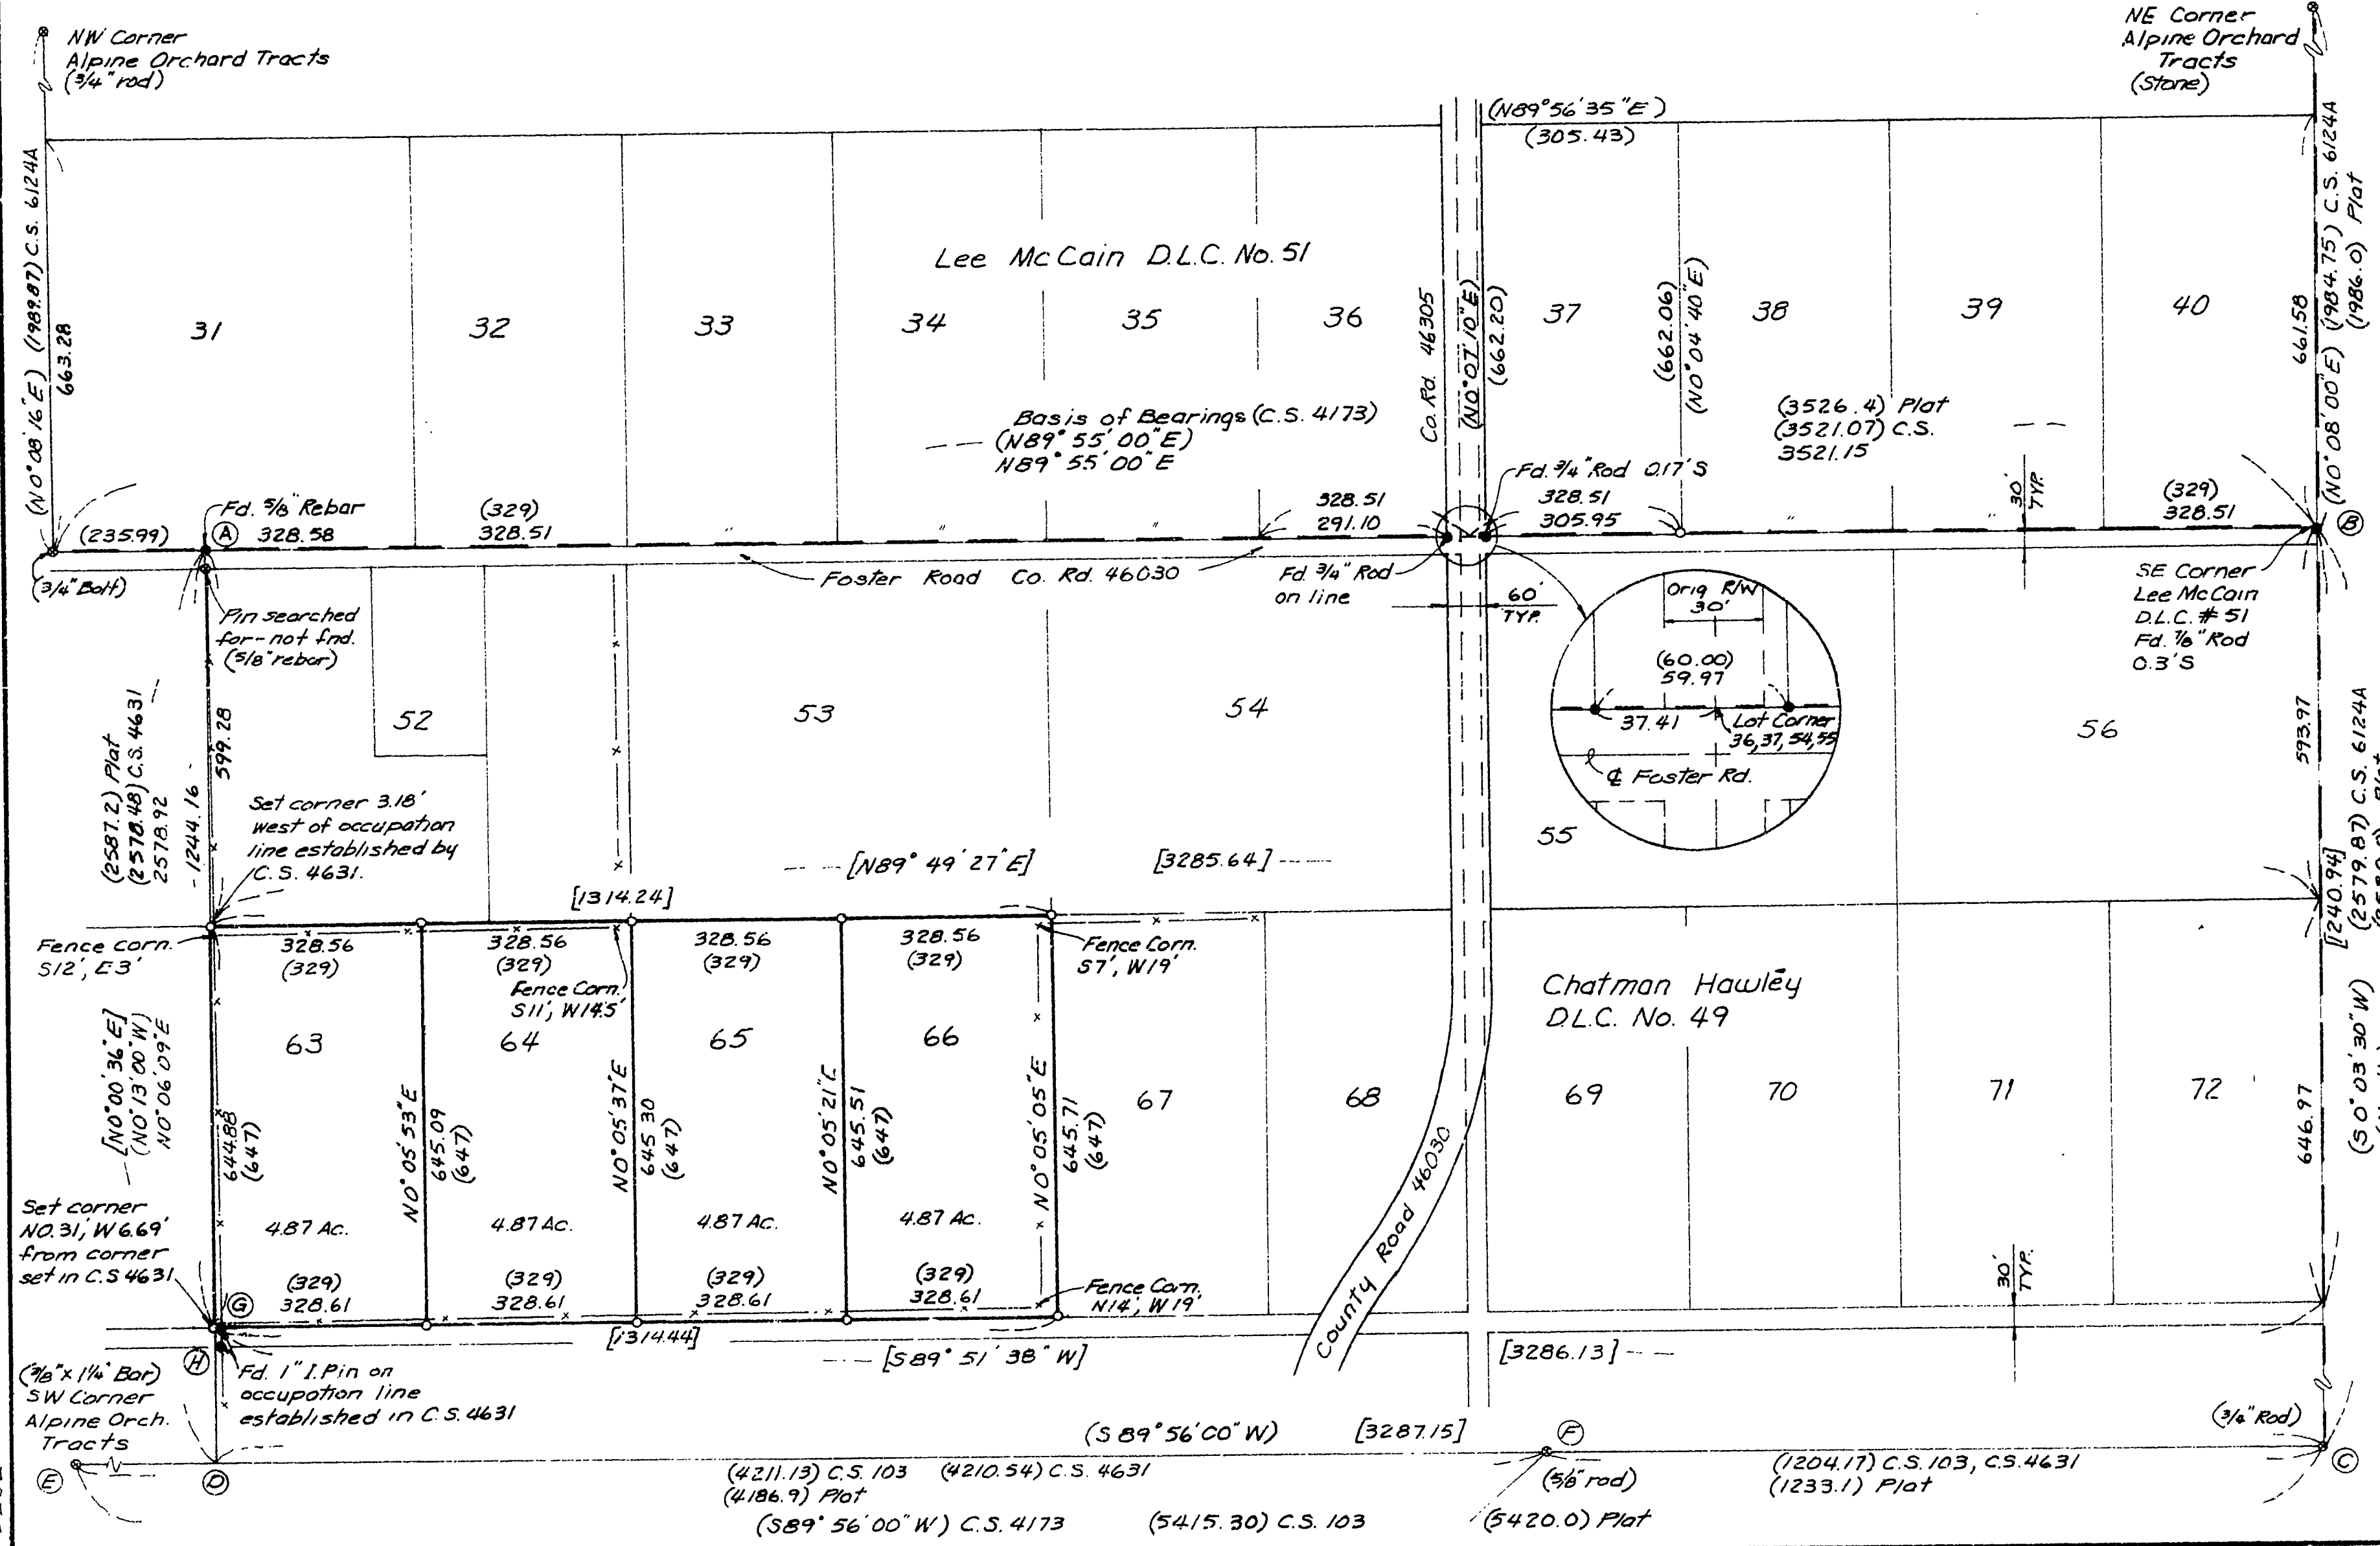 NW Corner
Alpine Orchard Tracts
(3/4" rod)
NE Corner
Alpine Orchard
Tracts
(Stone)
(N89°56'35"E)
(305.43)
(N0°08'16"E) (1989.87) C.S. 6124A
663.28
31
32
33
34
35
36
37
38
39
40
Lee McCain D.L.C. No. 51
Co. Rd. 46305
(N0°07'10"E)
(662.20)
(662.06)
(N0°04'40"E)
661.58
(N0°08'00"E) (1984.75) C.S. 6124A
(1986.0) Plat
Basis of Bearings (C.S. 4173)
(N89°55'00"E)
N89°55'00"E
(3526.4) Plat
(3521.07) C.S.
3521.15
Fd. 5/8" Rebar
Fd. 3/4" Rod 0.17'S
(235.99)
A
328.58
(329)
328.51
"
"
"
328.51
291.10
328.51
305.95
"
"
30'
TYP.
(329)
328.51
B
(3/4" Bolt)
Foster Road Co. Rd. 46030
Fd. 3/4" Rod
on line
60'
TYP.
SE Corner
Lee McCain
D.L.C. # 51
Fd. 7/8" Rod
0.3'S
Pin searched
for-not fnd.
(5/8" rebar)
Orig R/W
30'
(60.00)
59.97
37.41
Lot Corner
36,37,54,55
℄ Foster Rd.
52
53
54
55
56
(2587.2) Plat
(2578.48) C.S. 4631
2578.92
-1244.16-
599.28
593.97
Set corner 3.18'
west of occupation
line established by
C.S. 4631.
[N89°49'27"E] [3285.64]
[1314.24]
[240.94]
(2579.87) C.S. 6124A
Fence corn.
S12', E3'
328.56
(329)
328.56
(329)
328.56
(329)
328.56
(329)
Fence Corn.
S11', W14.5'
Fence Corn.
S7', W19'
Chatman Hawley
D.L.C. No. 49
63
64
65
66
67
68
69
70
71
72
[N0°00'36"E]
(N0°13'00"W)
N0°06'09"E
644.88
(647)
N0°05'53"E
645.09
(647)
N0°05'37"E
645.30
(647)
N0°05'21"E
645.51
(647)
N0°05'05"E
645.71
(647)
646.97
(S0°03'30"W)
Set corner
N0.31', W6.69'
from corner
set in C.S 4631
4.87 Ac.
4.87 Ac.
4.87 Ac.
4.87 Ac.
G
(329)
328.61
(329)
328.61
(329)
328.61
(329)
328.61
Fence Corn.
N14', W19'
County Road 46030
30'
TYP.
[1314.44]
[S89°51'38"W]
[3286.13]
H
(3/8" x 1 1/4" Bar)
SW Corner
Alpine Orch.
Tracts
Fd. 1" I.Pin on
occupation line
established in C.S. 4631
(S89°56'00"W) [3287.15]
F
(3/4" Rod)
E
D
C
(4211.13) C.S. 103 (4210.54) C.S. 4631
(4186.9) Plat
(5/8" rod)
(1204.17) C.S. 103, C.S. 4631
(1233.1) Plat
(S89°56'00"W) C.S. 4173 (5415.30) C.S. 103 (5420.0) Plat